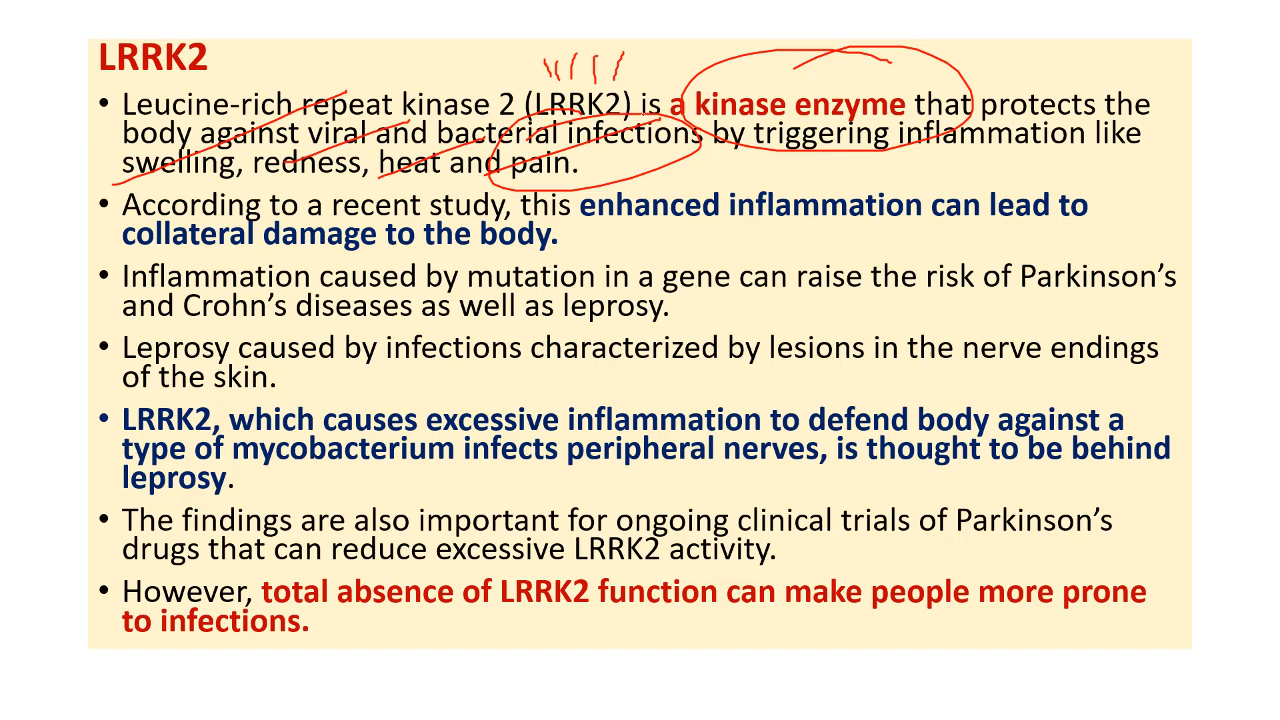 LRRK2
• Leucine-rich repeat kinase 2 (LRRK2) is a kinase enzyme that protects the
body against viral and bacterial infections by triggering inflammation like
swelling, redness, heat and pain.
• According to a recent study, this enhanced inflammation can lead to
collateral damage to the body.
• Inflammation caused by mutation in a gene can raise the risk of Parkinson’s
and Crohn’s diseases as well as leprosy.
• Leprosy caused by infections characterized by lesions in the nerve endings
of the skin.
• LRRK2, which causes excessive inflammation to defend body against a
type of mycobacterium infects peripheral nerves, is thought to be behind
leprosy.
• The findings are also important for ongoing clinical trials of Parkinson’s
drugs that can reduce excessive LRRK2 activity.
• However, total absence of LRRK2 function can make people more prone
to infections.